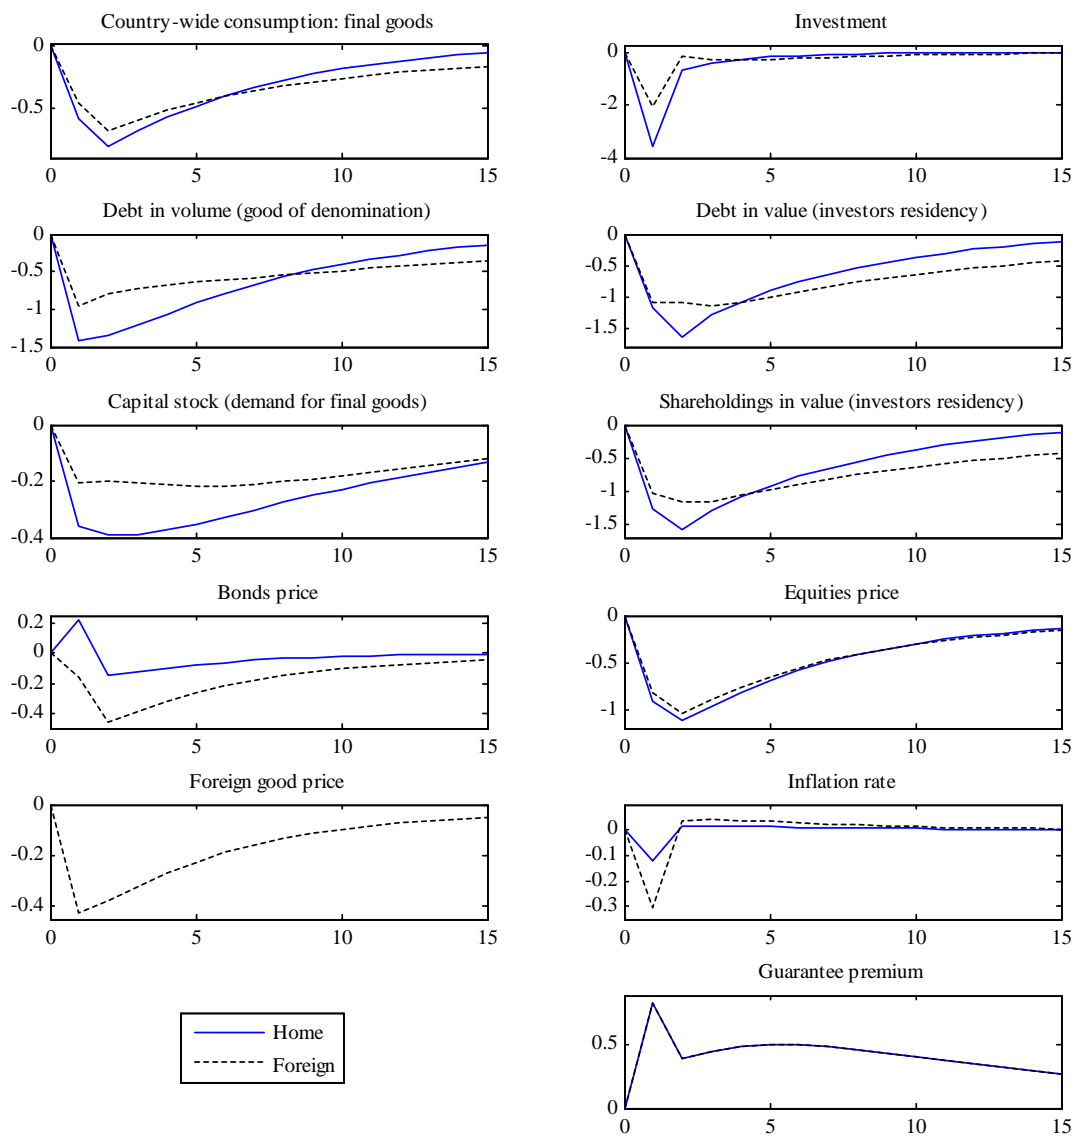 Country-wide consumption: final goods
0
-0.5
0 5 10 15
Investment
0
-2
-4
0 5 10 15
Debt in volume (good of denomination)
0
-0.5
-1
-1.5
0 5 10 15
Debt in value (investors residency)
0
-0.5
-1
-1.5
0 5 10 15
Capital stock (demand for final goods)
0
-0.2
-0.4
0 5 10 15
Shareholdings in value (investors residency)
0
-0.5
-1
-1.5
0 5 10 15
Bonds price
0.2
0
-0.2
-0.4
0 5 10 15
Equities price
0
-0.5
-1
0 5 10 15
Foreign good price
0
-0.2
-0.4
0 5 10 15
Inflation rate
0
-0.1
-0.2
-0.3
0 5 10 15
Home
Foreign
Guarantee premium
0.5
0
0 5 10 15